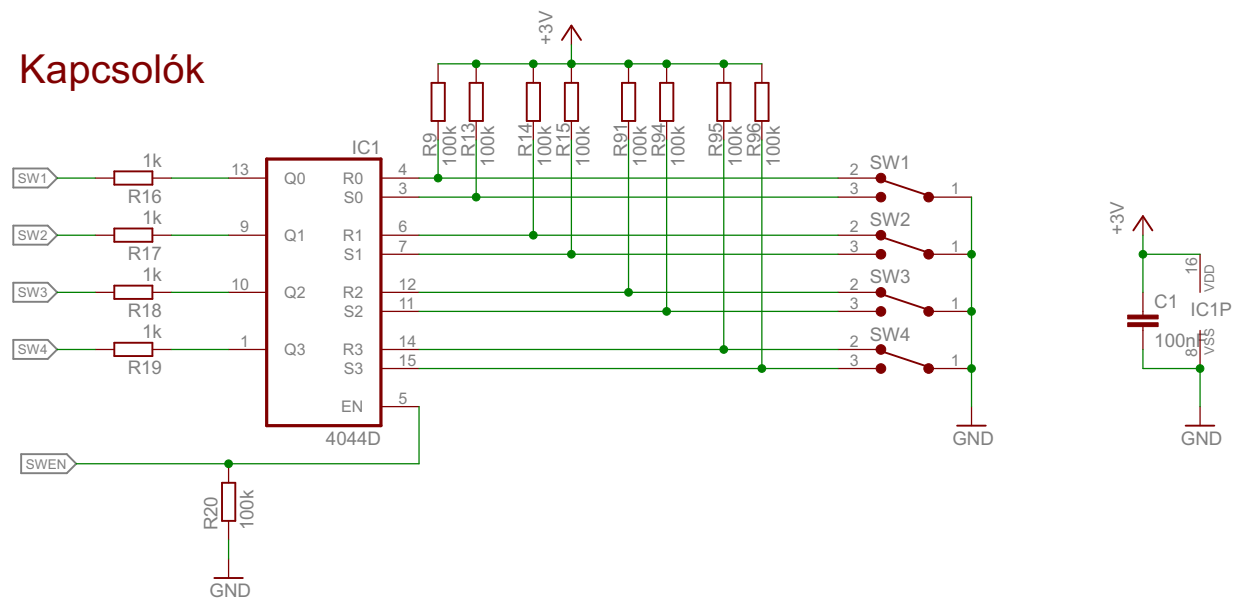 Kapcsolók
+3V
R9
100k
R13
100k
R14
100k
R15
100k
R91
100k
R94
100k
R95
100k
R96
100k
IC1
SW1
1k
R16
13
Q0
R0
4
S0
3
2
SW1
3
1
SW2
1k
R17
9
Q1
R1
6
S1
7
2
SW2
3
1
SW3
1k
R18
10
Q2
R2
12
S2
11
2
SW3
3
1
SW4
1k
R19
1
Q3
R3
14
S3
15
2
SW4
3
1
EN
5
4044D
GND
SWEN
R20
100k
GND
+3V
C1
100nF
16
VDD
IC1P
8
VSS
GND